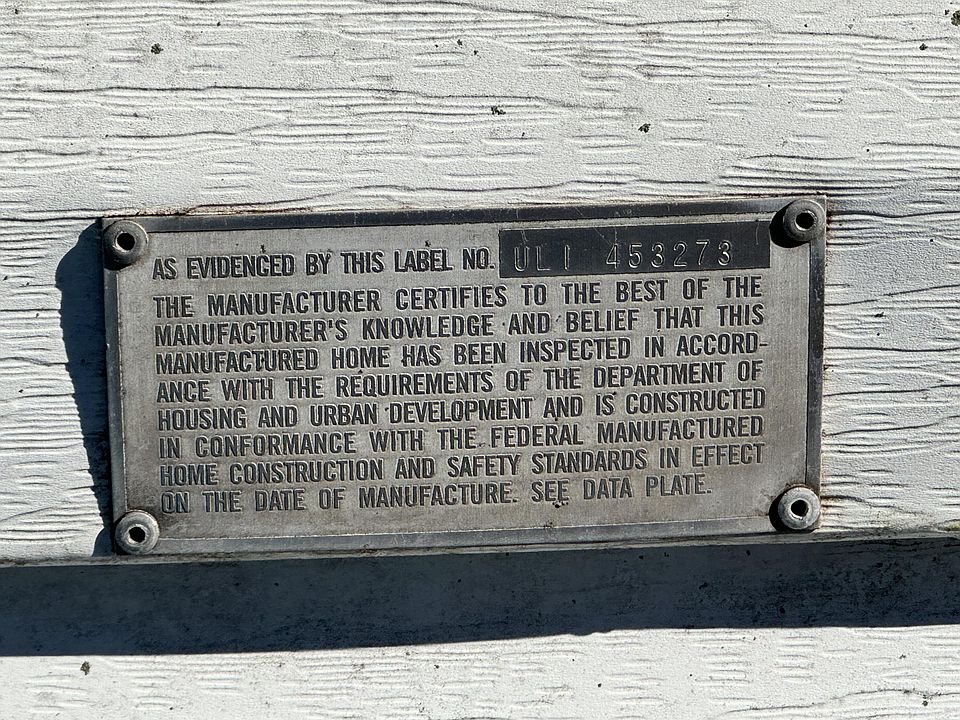 AS EVIDENCED BY THIS LABEL NO. ULI 453273
THE MANUFACTURER CERTIFIES TO THE BEST OF THE
MANUFACTURER'S KNOWLEDGE AND BELIEF THAT THIS
MANUFACTURED HOME HAS BEEN INSPECTED IN ACCORD-
ANCE WITH THE REQUIREMENTS OF THE DEPARTMENT OF
HOUSING AND URBAN DEVELOPMENT AND IS CONSTRUCTED
IN CONFORMANCE WITH THE FEDERAL MANUFACTURED
HOME CONSTRUCTION AND SAFETY STANDARDS IN EFFECT
ON THE DATE OF MANUFACTURE. SEE DATA PLATE.